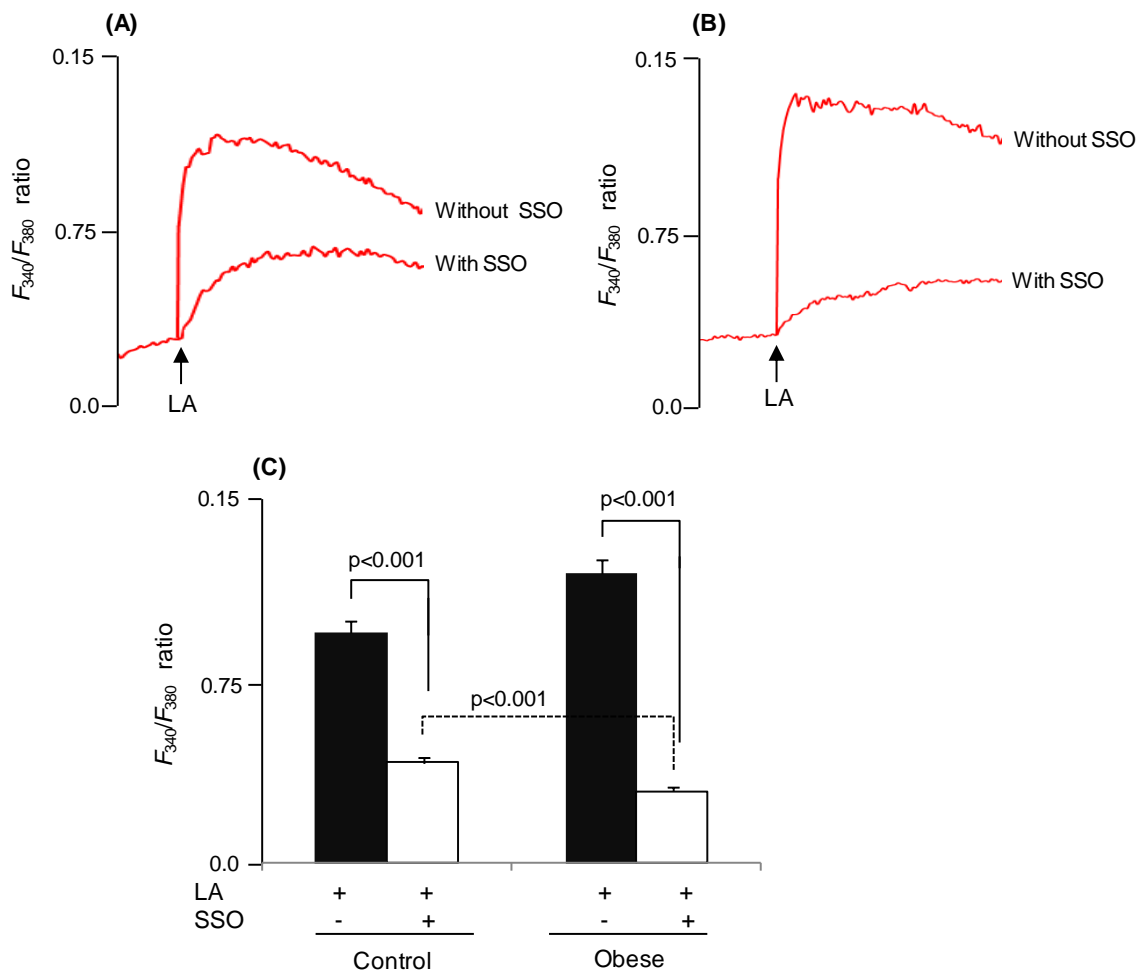 (A)
0.15
0.75
0.0
F340/F380 ratio
Without SSO
With SSO
LA
(B)
0.15
0.75
0.0
F340/F380 ratio
Without SSO
With SSO
LA
(C)
0.15
0.75
0.0
F340/F380 ratio
p<0.001
p<0.001
p<0.001
LA + + + +
SSO - + - +
Control Obese